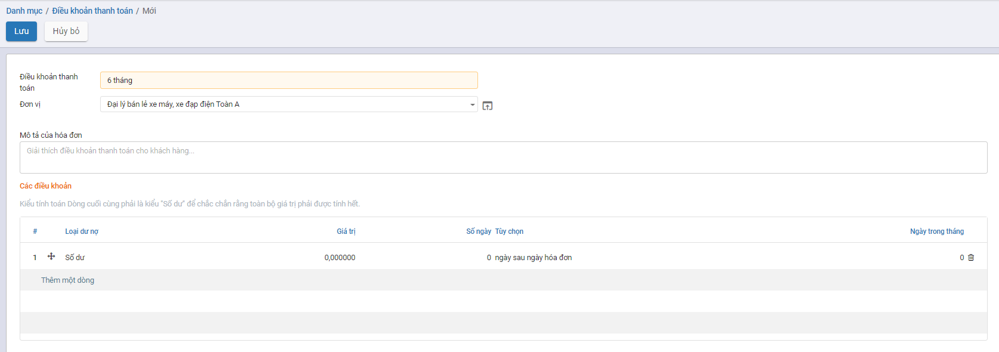 Danh mục / Điều khoản thanh toán / Mới
Lưu Hủy bỏ
Điều khoản thanh
toán
6 tháng
Đơn vị
Đại lý bán lẻ xe máy, xe đạp điện Toàn A
Mô tả của hóa đơn
Giải thích điều khoản thanh toán cho khách hàng...
Các điều khoản
Kiểu tính toán Dòng cuối cùng phải là kiểu "Số dư" để chắc chắn rằng toàn bộ giá trị phải được tính hết.
# Loại dư nợ Giá trị Số ngày Tùy chọn Ngày trong tháng
1 Số dư 0,000000 0 ngày sau ngày hóa đơn 0
Thêm một dòng